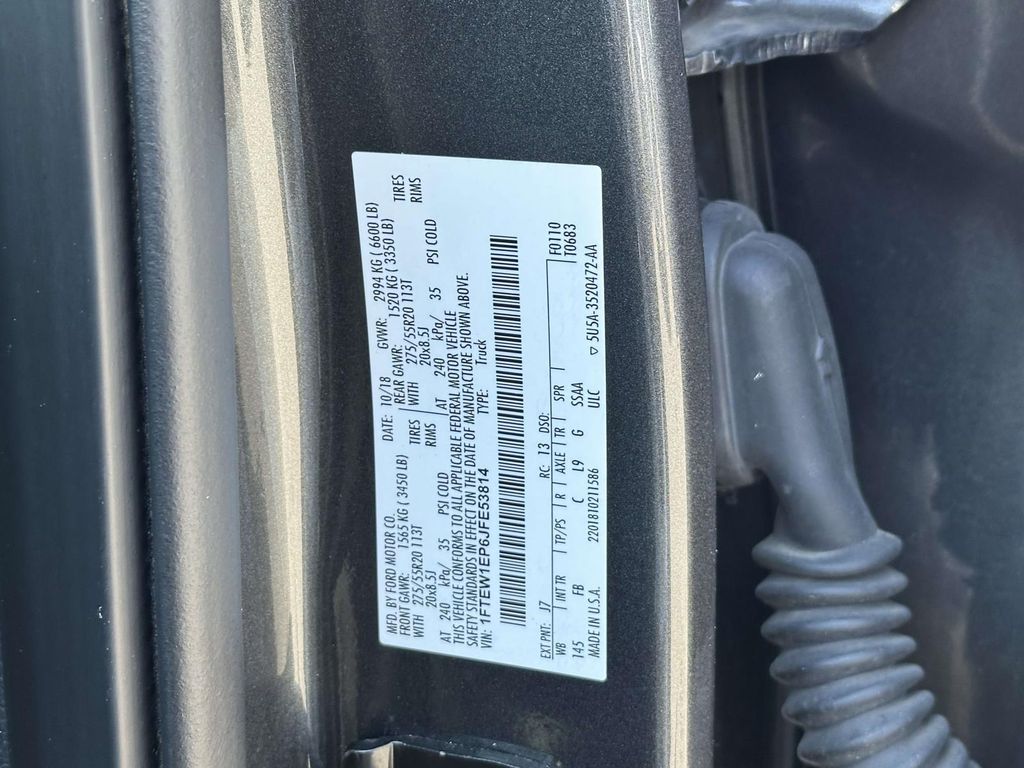 MFD. BY FORD MOTOR CO. DATE: 10/18 GVWR: 2994 KG ( 6600 LB)
FRONT GAWR: 1565 KG ( 3450 LB) REAR GAWR: 1520 KG ( 3350 LB)
WITH 275/55R20 113T TIRES WITH 275/55R20 113T TIRES
20x8.5J RIMS 20x8.5J RIMS
AT 240 kPa/ 35 PSI COLD AT 240 kPa/ 35 PSI COLD
THIS VEHICLE CONFORMS TO ALL APPLICABLE FEDERAL MOTOR VEHICLE
SAFETY STANDARDS IN EFFECT ON THE DATE OF MANUFACTURE SHOWN ABOVE.
VIN: 1FTEW1EP6JFE53814 TYPE: Truck
EXT PNT: J7 RC: 13 DSO: F0110
WB INT TR TP/PS R AXLE TR SPR T0683
145 FB C L9 G SSAA
MADE IN U.S.A. 2201810211586 ULC ▽ 5U5A-3520472-AA